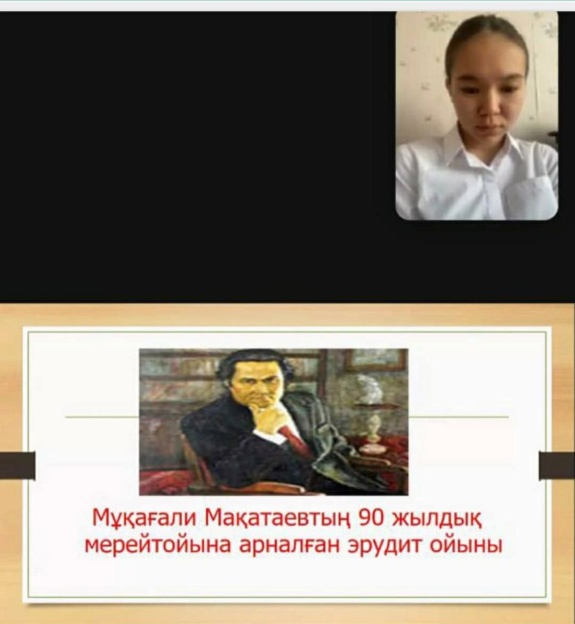 Мұқағали Мақатаевтың 90 жылдық
мерейтойына арналған эрудит ойыны